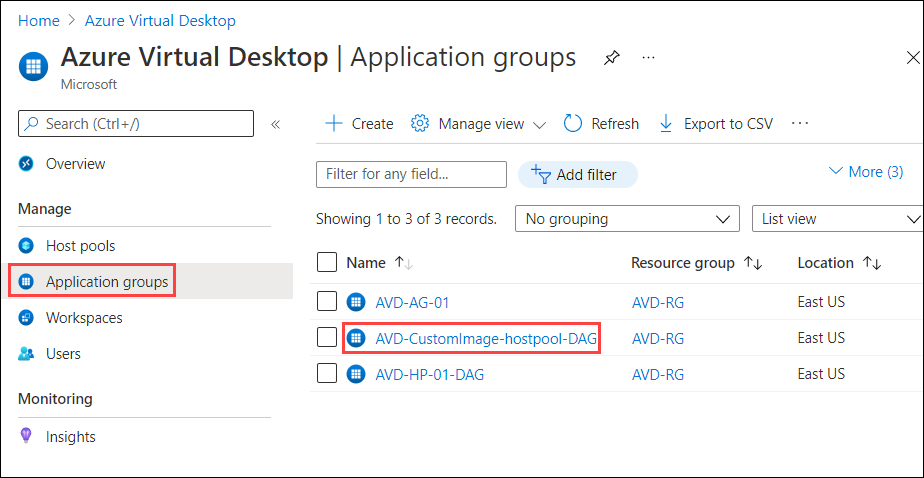 Home > Azure Virtual Desktop
Azure Virtual Desktop | Application groups ...
Microsoft
Search (Ctrl+/) «
Overview
Manage
Host pools
Application groups
Workspaces
Users
Monitoring
Insights
+ Create Manage view Refresh Export to CSV ...
Filter for any field... Add filter More (3)
Showing 1 to 3 of 3 records. No grouping List view
Name ↑↓ Resource group ↑↓ Location ↑↓
AVD-AG-01 AVD-RG East US
AVD-CustomImage-hostpool-DAG AVD-RG East US
AVD-HP-01-DAG AVD-RG East US